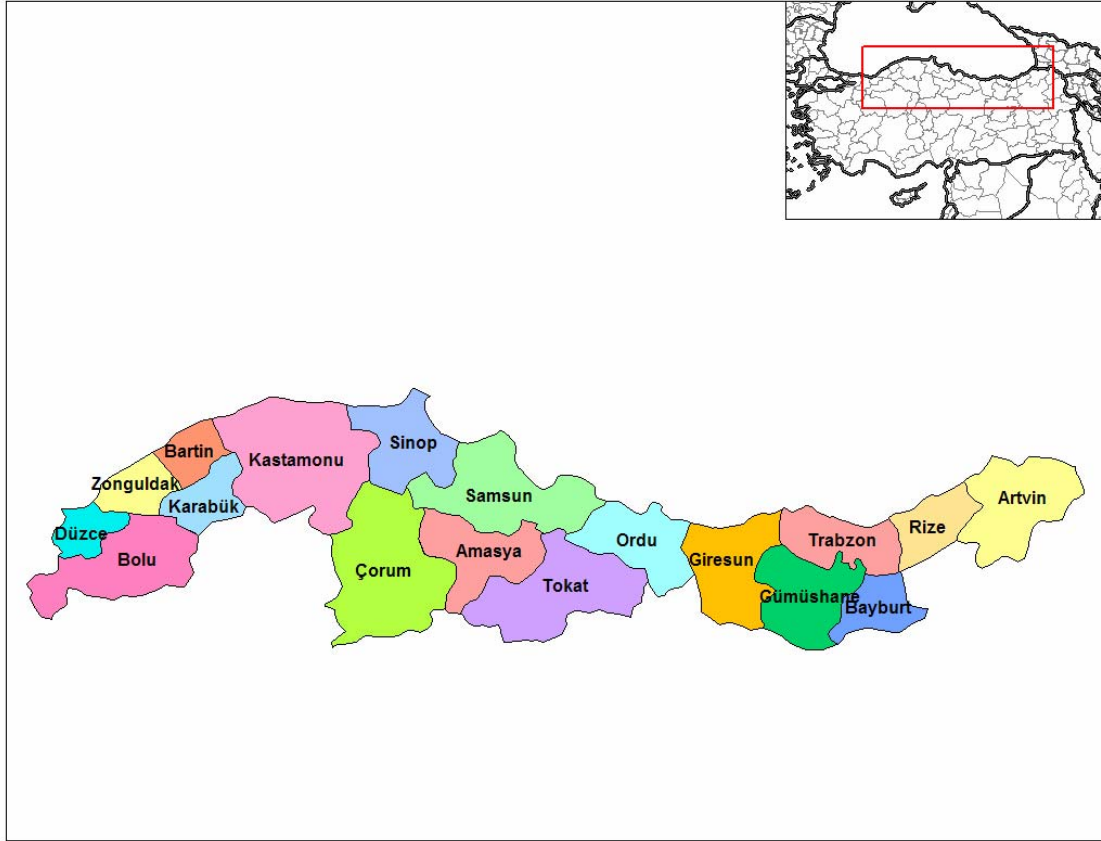 Sinop
Bartin
Kastamonu
Zonguldak
Karabük
Samsun
Artvin
Düzce
Bolu
Amasya
Ordu
Trabzon
Rize
Çorum
Tokat
Giresun
Gümüshane
Bayburt